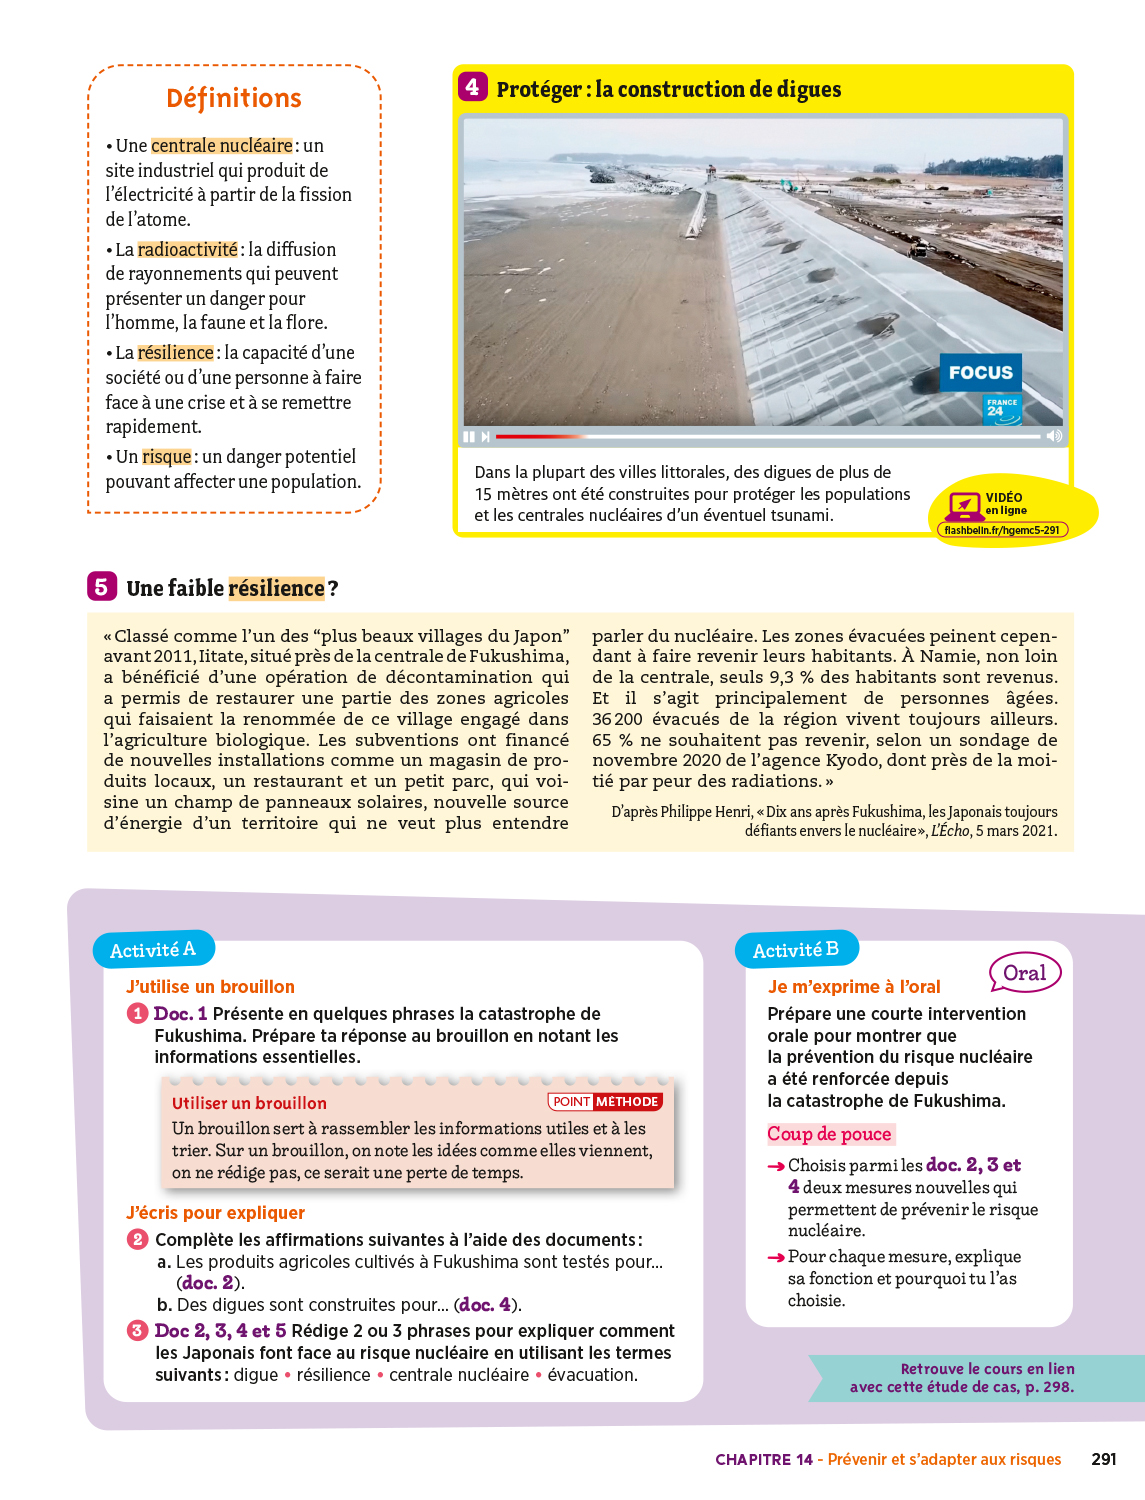 Définitions
• Une centrale nucléaire : un
site industriel qui produit de
l’électricité à partir de la fission
de l’atome.
• La radioactivité : la diffusion
de rayonnements qui peuvent
présenter un danger pour
l’homme, la faune et la flore.
• La résilience : la capacité d’une
société ou d’une personne à faire
face à une crise et à se remettre
rapidement.
• Un risque : un danger potentiel
pouvant affecter une population.
4 Protéger : la construction de digues
FOCUS
FRANCE
24
Dans la plupart des villes littorales, des digues de plus de
15 mètres ont été construites pour protéger les populations
et les centrales nucléaires d’un éventuel tsunami.
VIDÉO
en ligne
flashbelin.fr/hgemc5-291
5 Une faible résilience ?
« Classé comme l’un des “plus beaux villages du Japon”
avant 2011, Iitate, situé près de la centrale de Fukushima,
a bénéficié d’une opération de décontamination qui
a permis de restaurer une partie des zones agricoles
qui faisaient la renommée de ce village engagé dans
l’agriculture biologique. Les subventions ont financé
de nouvelles installations comme un magasin de pro-
duits locaux, un restaurant et un petit parc, qui voi-
sine un champ de panneaux solaires, nouvelle source
d’énergie d’un territoire qui ne veut plus entendre
parler du nucléaire. Les zones évacuées peinent cepen-
dant à faire revenir leurs habitants. À Namie, non loin
de la centrale, seuls 9,3 % des habitants sont revenus.
Et il s’agit principalement de personnes âgées.
36 200 évacués de la région vivent toujours ailleurs.
65 % ne souhaitent pas revenir, selon un sondage de
novembre 2020 de l’agence Kyodo, dont près de la moi-
tié par peur des radiations. »
D’après Philippe Henri, « Dix ans après Fukushima, les Japonais toujours
défiants envers le nucléaire », L’Écho, 5 mars 2021.
Activité A
J’utilise un brouillon
1 Doc. 1 Présente en quelques phrases la catastrophe de
Fukushima. Prépare ta réponse au brouillon en notant les
informations essentielles.
Utiliser un brouillon
POINT MÉTHODE
Un brouillon sert à rassembler les informations utiles et à les
trier. Sur un brouillon, on note les idées comme elles viennent,
on ne rédige pas, ce serait une perte de temps.
J’écris pour expliquer
2 Complète les affirmations suivantes à l’aide des documents :
a. Les produits agricoles cultivés à Fukushima sont testés pour...
(doc. 2).
b. Des digues sont construites pour... (doc. 4).
3 Doc 2, 3, 4 et 5 Rédige 2 ou 3 phrases pour expliquer comment
les Japonais font face au risque nucléaire en utilisant les termes
suivants : digue • résilience • centrale nucléaire • évacuation.
Activité B
Oral
Je m’exprime à l’oral
Prépare une courte intervention
orale pour montrer que
la prévention du risque nucléaire
a été renforcée depuis
la catastrophe de Fukushima.
Coup de pouce
→ Choisis parmi les doc. 2, 3 et
4 deux mesures nouvelles qui
permettent de prévenir le risque
nucléaire.
→ Pour chaque mesure, explique
sa fonction et pourquoi tu l’as
choisie.
Retrouve le cours en lien
avec cette étude de cas, p. 298.
CHAPITRE 14 - Prévenir et s’adapter aux risques 291